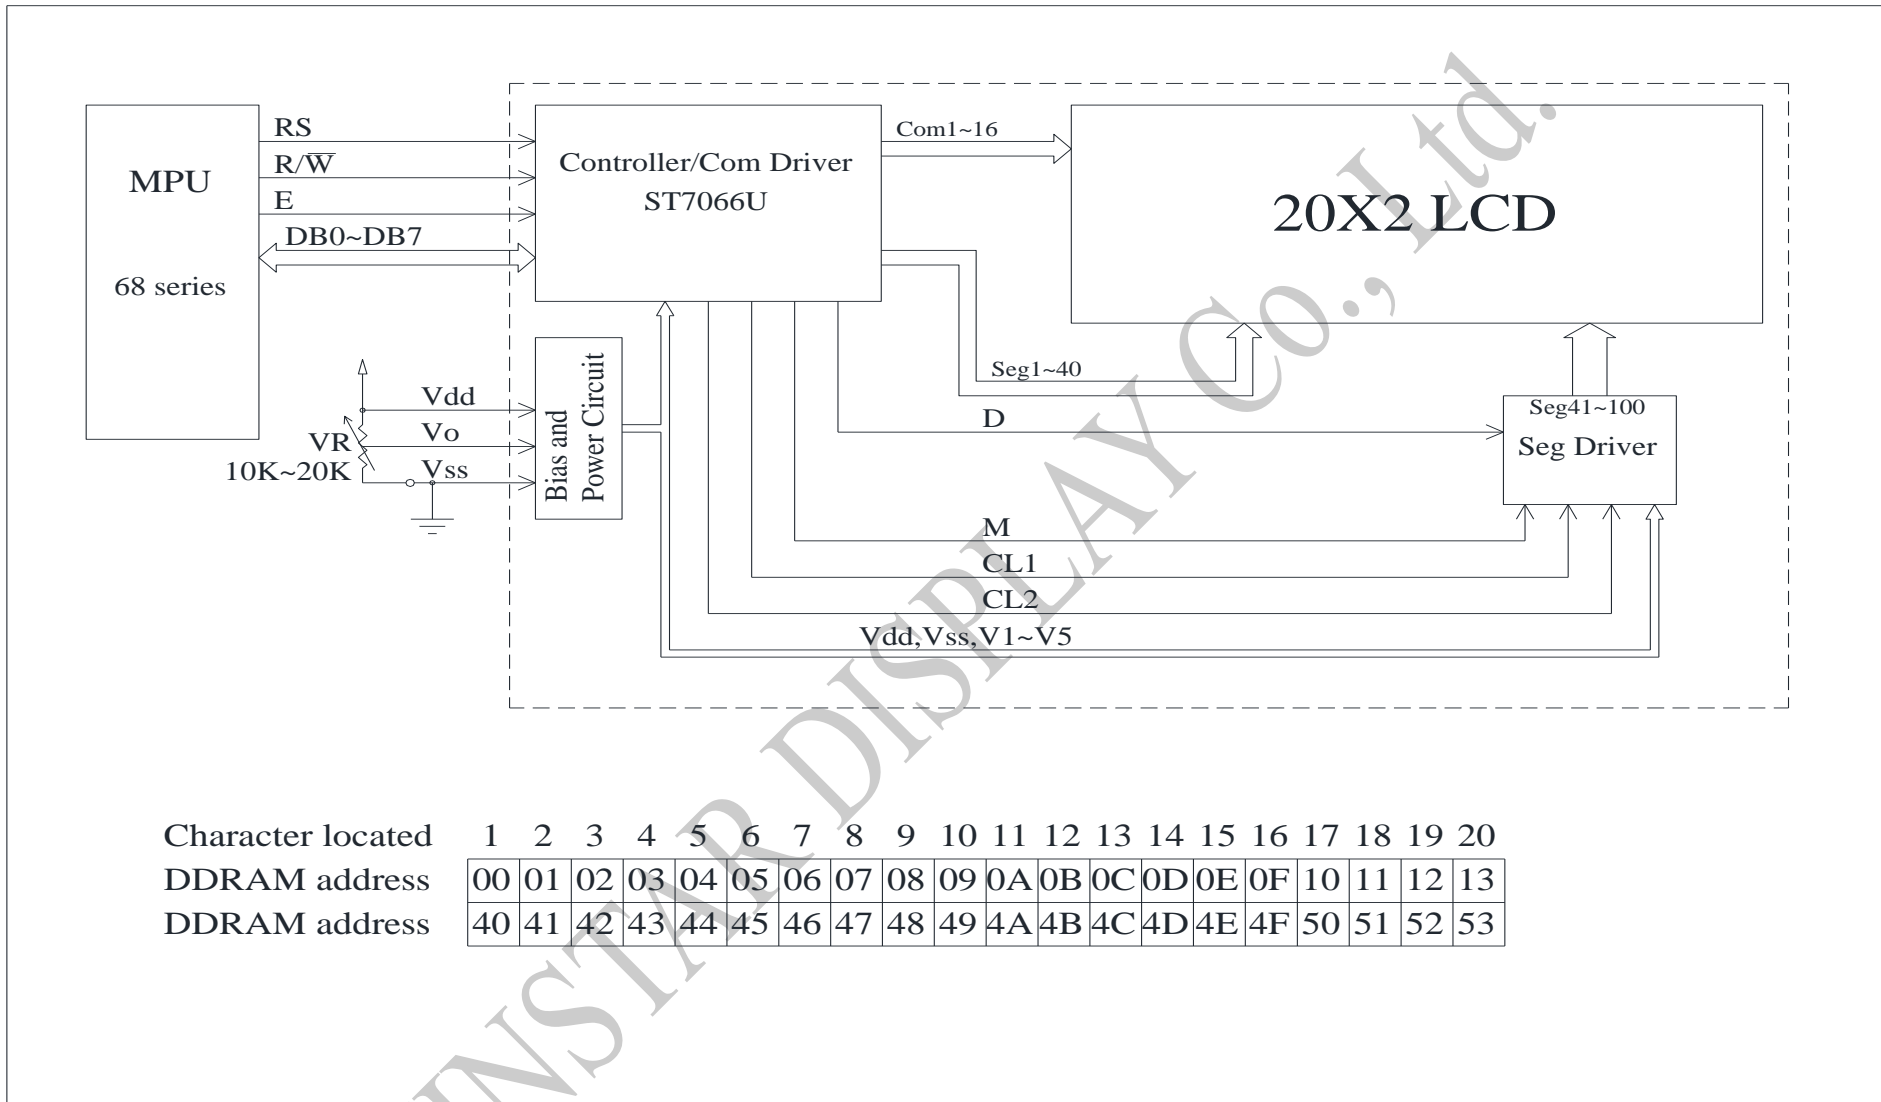 RS
R/W̅
E
DB0~DB7
MPU
68 series
Controller/Com Driver
ST7066U
Com1~16
20X2 LCD
Seg1~40
D
Seg41~100
Seg Driver
Vdd
Vo
Vss
VR
10K~20K
Bias and
Power Circuit
M
CL1
CL2
Vdd,Vss,V1~V5
Character located 1 2 3 4 5 6 7 8 9 10 11 12 13 14 15 16 17 18 19 20
DDRAM address 00 01 02 03 04 05 06 07 08 09 0A 0B 0C 0D 0E 0F 10 11 12 13
DDRAM address 40 41 42 43 44 45 46 47 48 49 4A 4B 4C 4D 4E 4F 50 51 52 53
INSTAR DISPLAY Co., Ltd.